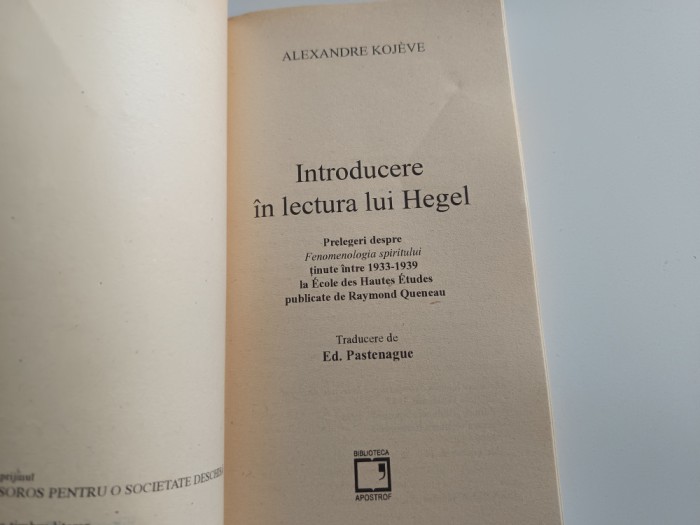 SOROS PENTRU O SOCIETATE
ALEXANDRE KOJÈVE
Introducere
în lectura lui Hegel
Prelegeri despre
Fenomenologia spiritului
ținute între 1933-1939
la École des Hautes Études
publicate de Raymond Queneau
Traducere de
Ed. Pastenague
BIBLIOTECA
APOSTROF